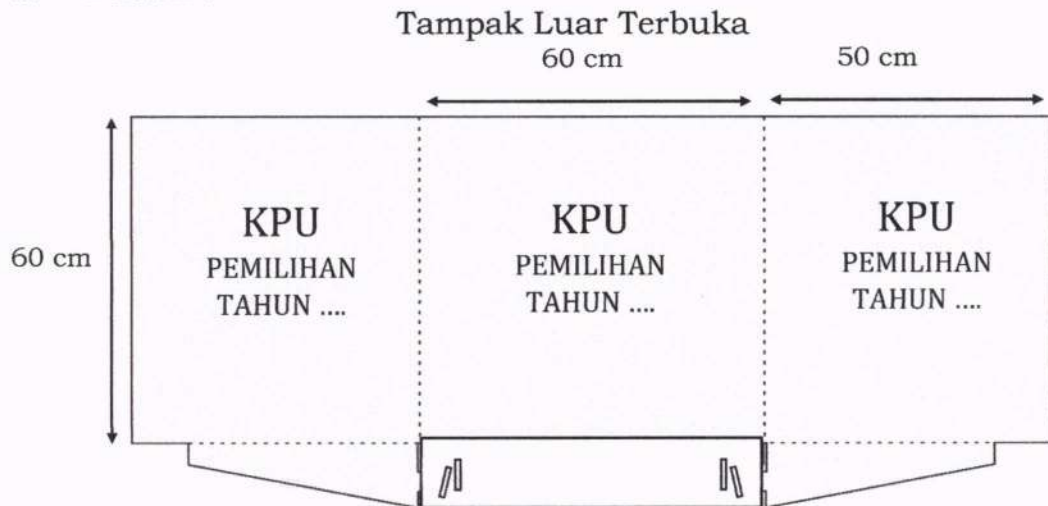 Tampak Luar Terbuka
60 cm
50 cm
60 cm
KPU
PEMILIHAN
TAHUN ....
KPU
PEMILIHAN
TAHUN ....
KPU
PEMILIHAN
TAHUN ....